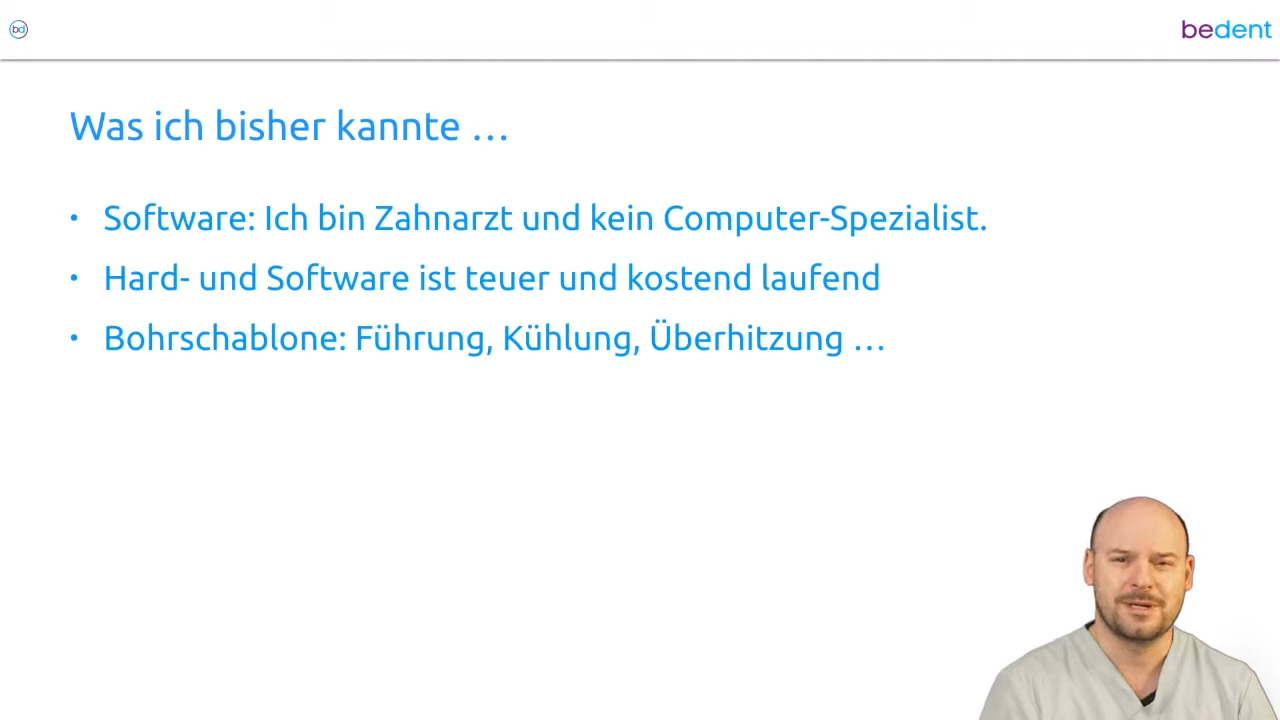 bd
bedent
Was ich bisher kannte …
• Software: Ich bin Zahnarzt und kein Computer-Spezialist.
• Hard- und Software ist teuer und kostend laufend
• Bohrschablone: Führung, Kühlung, Überhitzung …